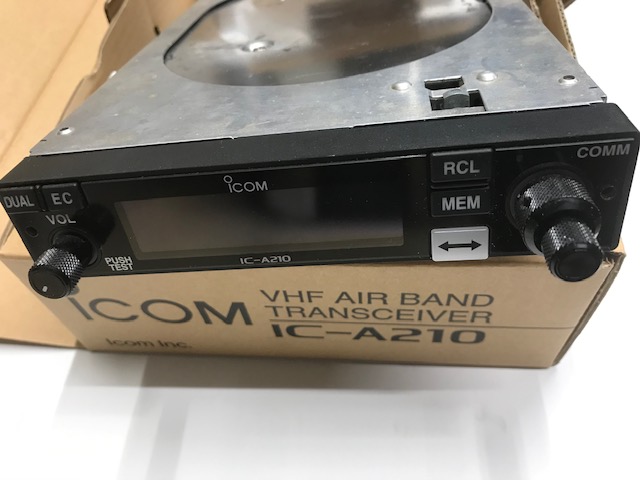 COMM
RCL
ICOM
DUAL
EC
MEM
VOL
PUSH
TEST
IC-A210
ICOM VHF AIR BAND
TRANSCEIVER
IC-A210
Icom Inc.